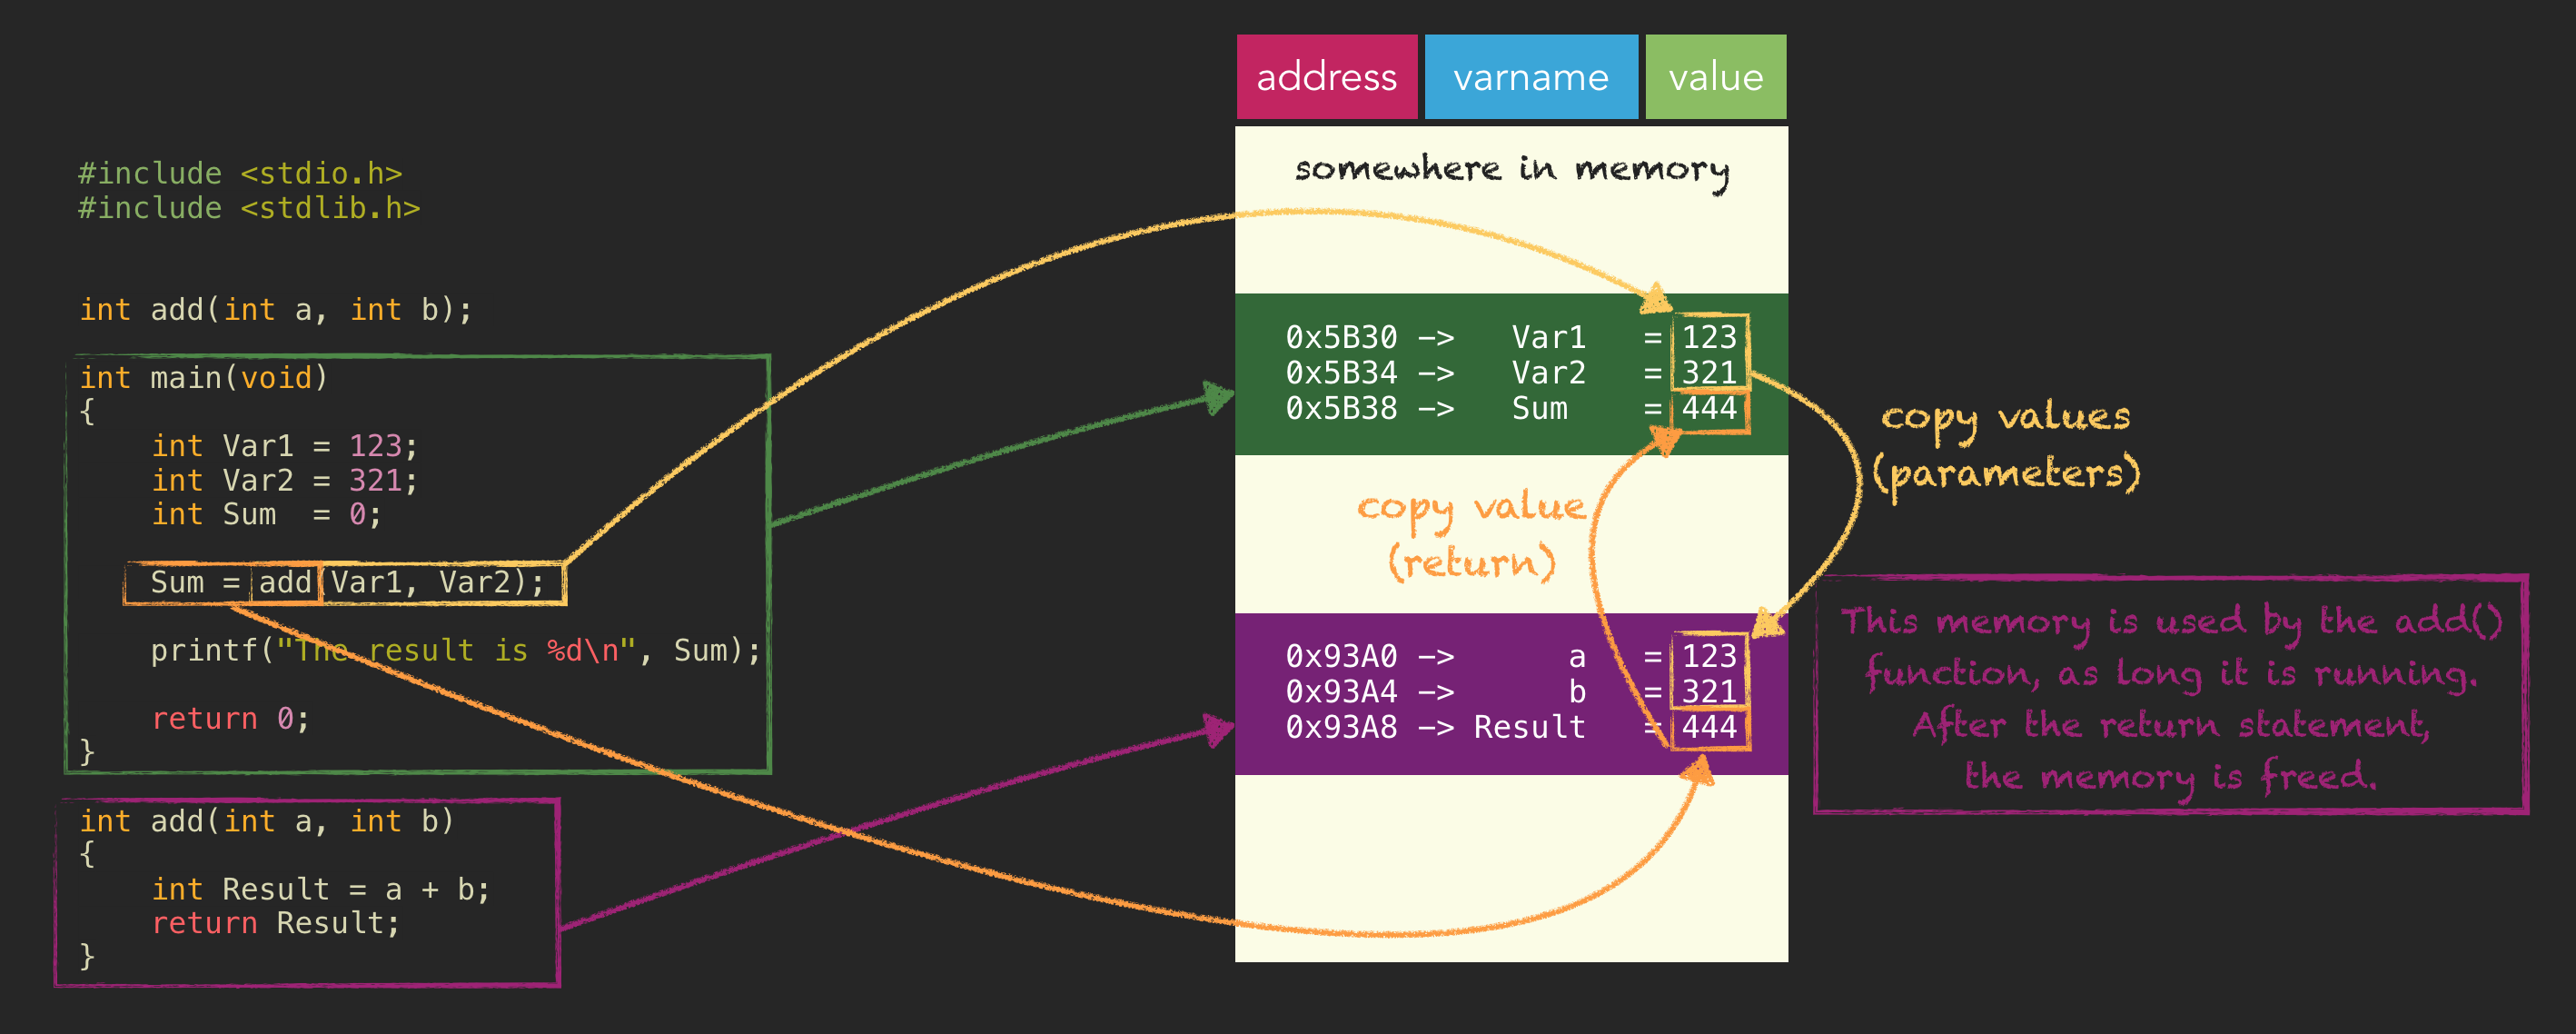 #include <stdio.h>
#include <stdlib.h>
int add(int a, int b);
int main(void)
{
    int Var1 = 123;
    int Var2 = 321;
    int Sum  = 0;
    Sum = add(Var1, Var2);
    printf("The result is %d\n", Sum);
    return 0;
}
int add(int a, int b)
{
    int Result = a + b;
    return Result;
}
address varname value
somewhere in memory
0x5B30 —> Var1 = 123
0x5B34 —> Var2 = 321
0x5B38 —> Sum = 444
copy value
(return)
0x93A0 —> a = 123
0x93A4 —> b = 321
0x93A8 —> Result = 444
copy values
(parameters)
This memory is used by the add()
function, as long it is running.
After the return statement,
the memory is freed.